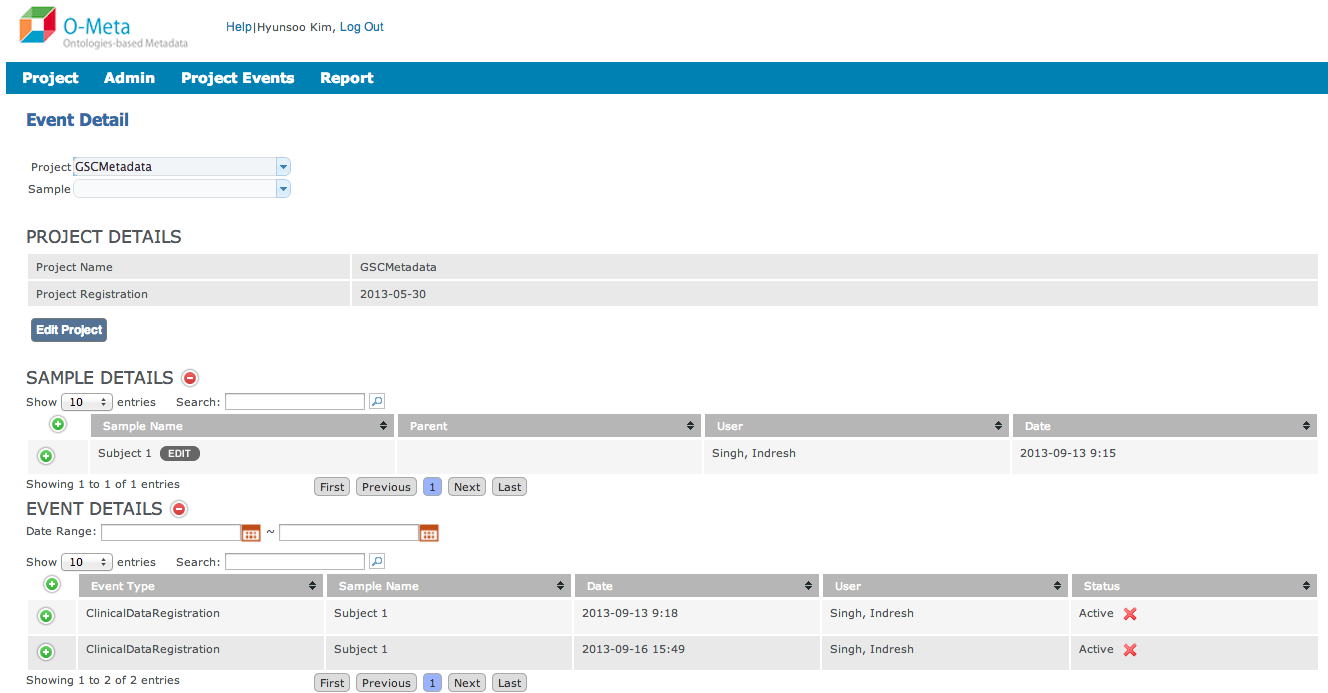 O-Meta
Ontologies-based Metadata
Help|Hyunsoo Kim, Log Out
Project Admin Project Events Report
Event Detail
Project GSCMetadata
Sample
PROJECT DETAILS
Project Name GSCMetadata
Project Registration 2013-05-30
Edit Project
SAMPLE DETAILS
Show 10 entries Search:
Sample Name Parent User Date
Subject 1 EDIT Singh, Indresh 2013-09-13 9:15
Showing 1 to 1 of 1 entries First Previous 1 Next Last
EVENT DETAILS
Date Range: ~
Show 10 entries Search:
Event Type Sample Name Date User Status
ClinicalDataRegistration Subject 1 2013-09-13 9:18 Singh, Indresh Active
ClinicalDataRegistration Subject 1 2013-09-16 15:49 Singh, Indresh Active
Showing 1 to 2 of 2 entries First Previous 1 Next Last